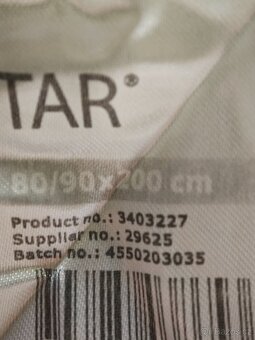 TAR®
80/90x200 cm
Product no.: 3403227
Supplier no.: 29625
Batch no.: 4550203035